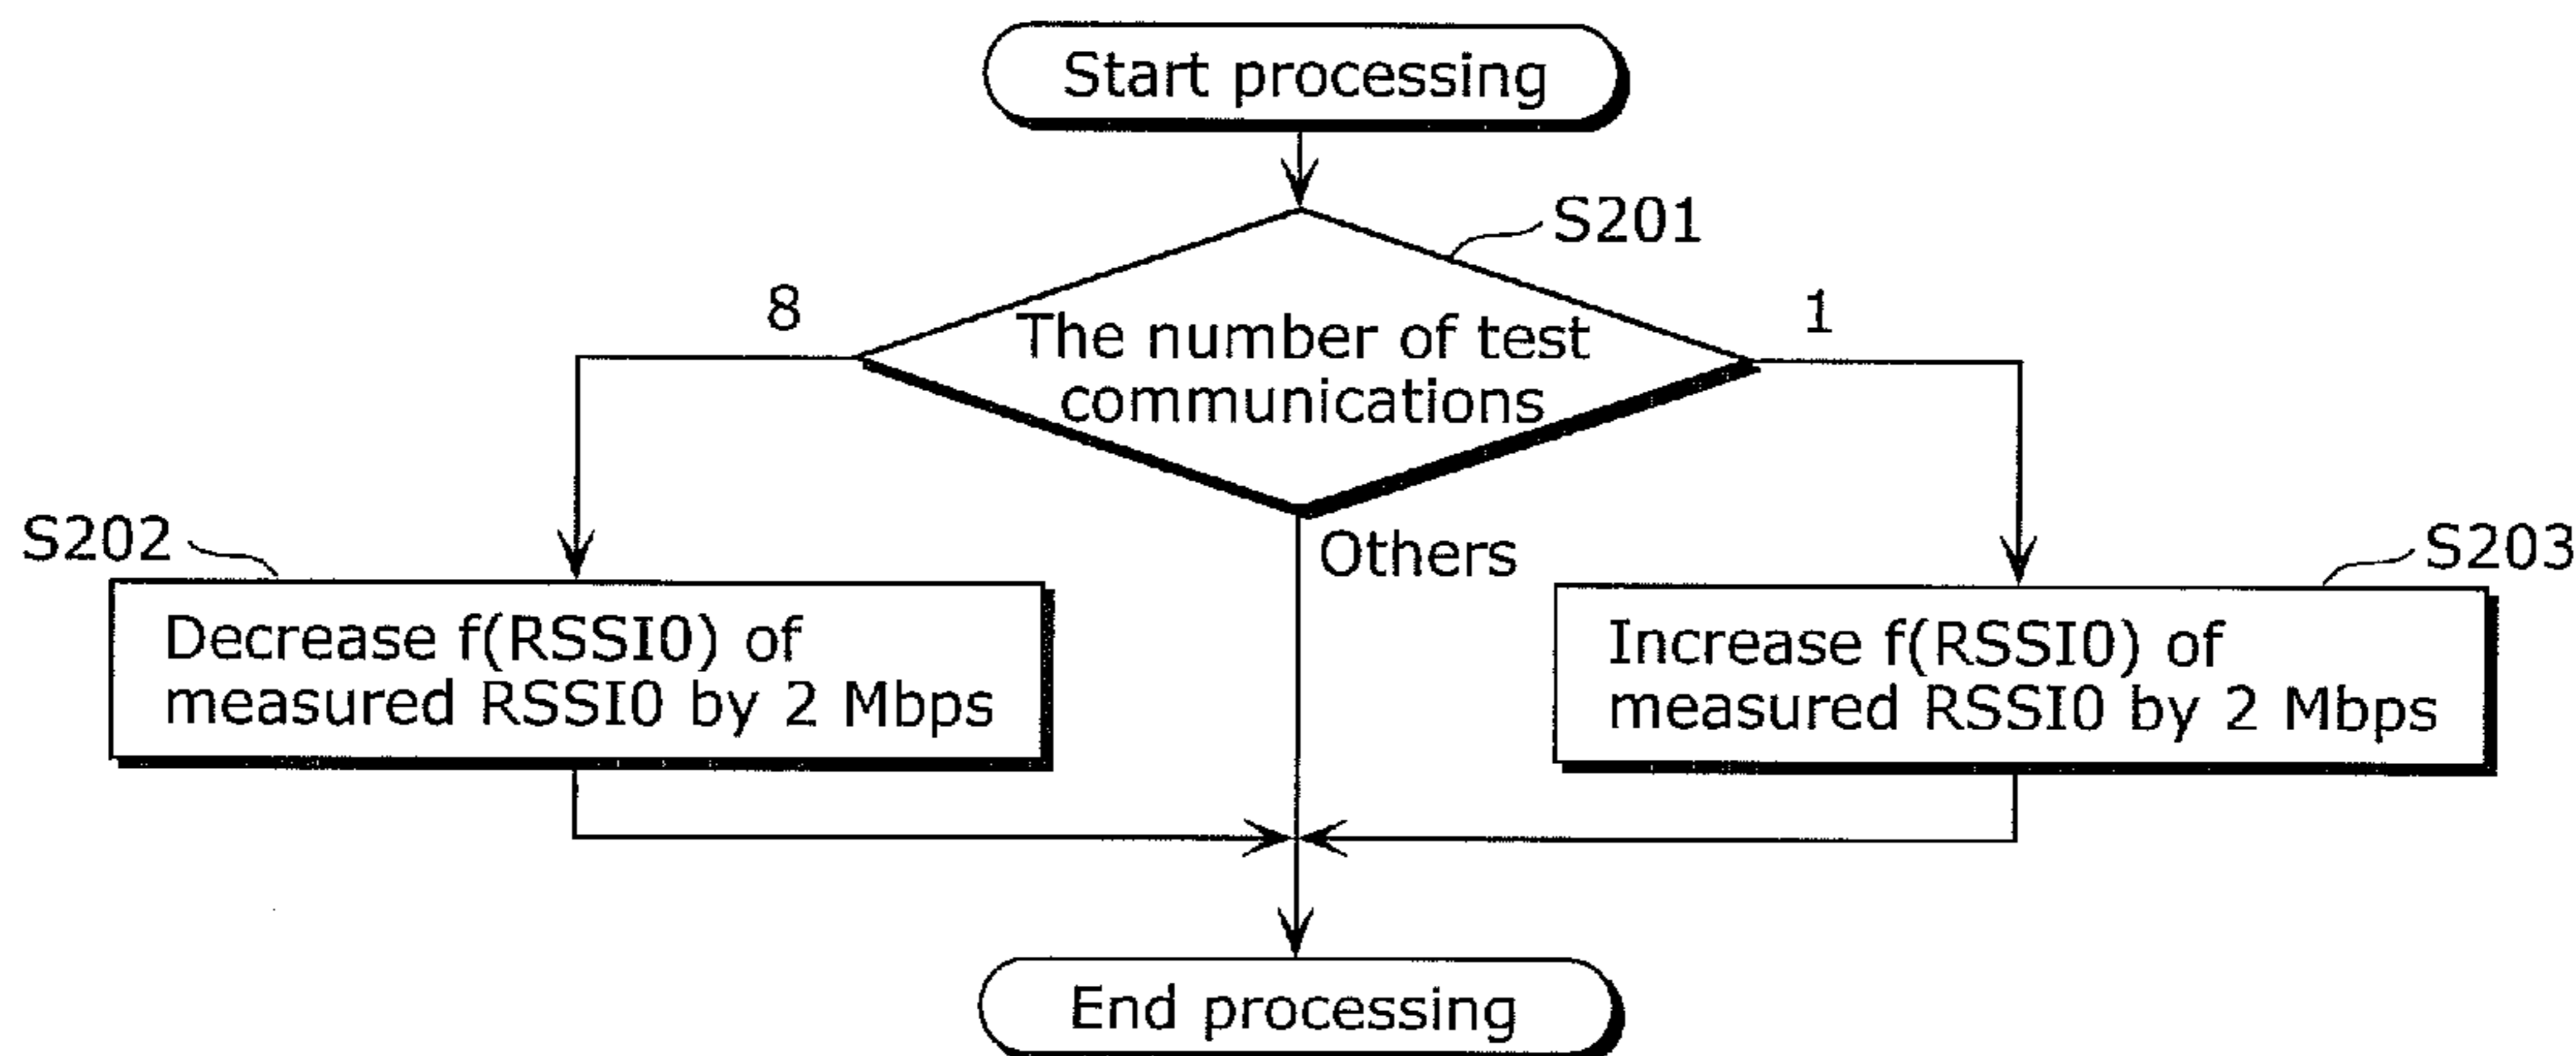 Start processing
S201
8
1
The number of test
communications
S202
Others
S203
Decrease f(RSSI0) of
measured RSSI0 by 2 Mbps
Increase f(RSSI0) of
measured RSSI0 by 2 Mbps
End processing